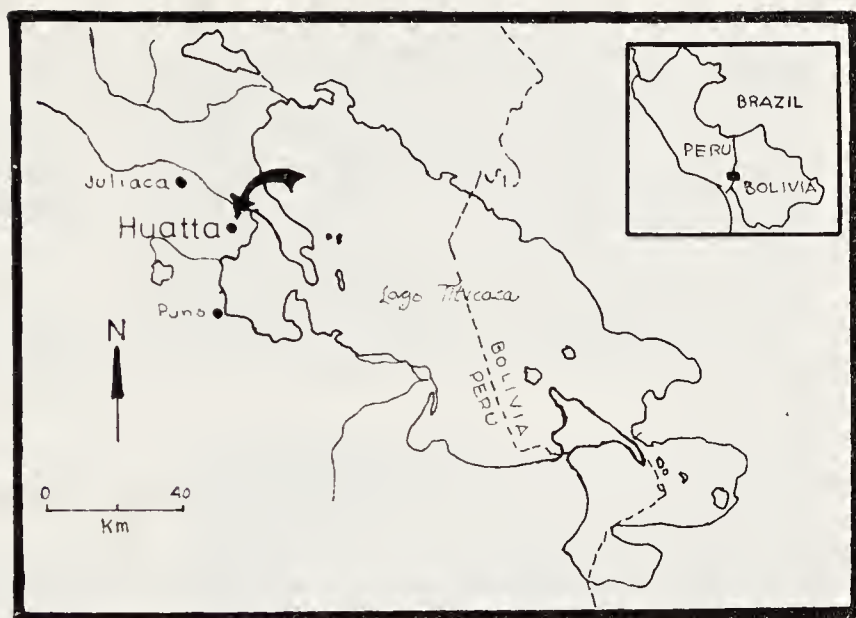 BRAZIL
PERU
BOLIVIA
Juliaca
Huatta
Puno
Lago Titicaca
BOLIVIA
PERU
N
0 40
Km